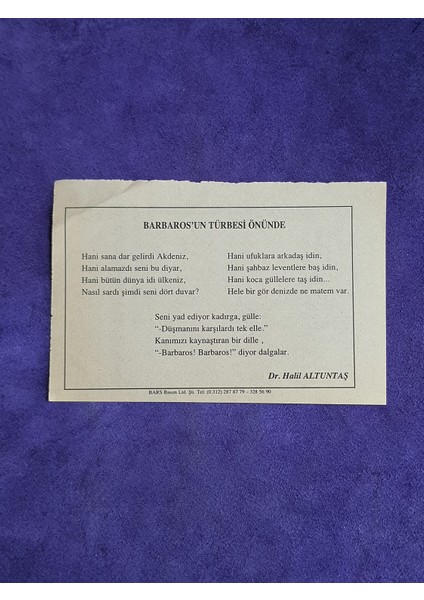 BARBAROS'UN TÜRBESİ ÖNÜNDE
Hani sana dar gelirdi Akdeniz,
Hani alamazdı seni bu diyar,
Hani bütün dünya idi ülkeniz,
Nasıl sardı şimdi seni dört duvar?
Hani ufuklara arkadaş idin,
Hani şahbaz leventlere baş idin,
Hani koca güllelere taş idin...
Hele bir gör denizde ne matem var.
Seni yad ediyor kadırga, gülle:
"-Düşmanını karşılardı tek elle."
Kanımızı kaynaştıran bir dille ,
"-Barbaros! Barbaros!" diyor dalgalar.
Dr. Halil ALTUNTAŞ
BARS Basım Ltd. Şti. Tel: (0.312) 287 87 79 – 328 56 90